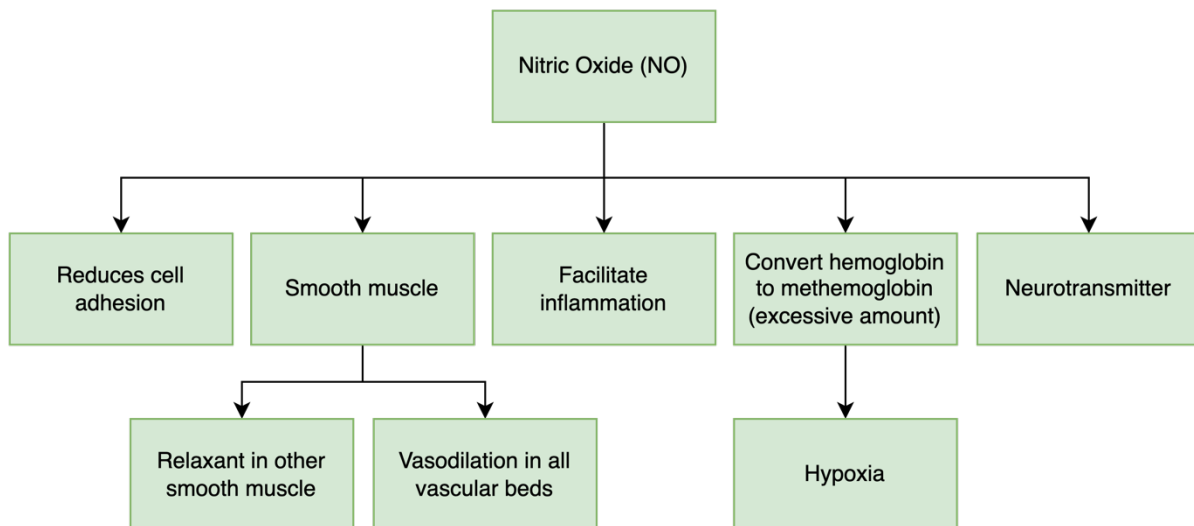 Nitric Oxide (NO)
Reduces cell
adhesion
Smooth muscle
Facilitate
inflammation
Convert hemoglobin
to methemoglobin
(excessive amount)
Neurotransmitter
Relaxant in other
smooth muscle
Vasodilation in all
vascular beds
Hypoxia